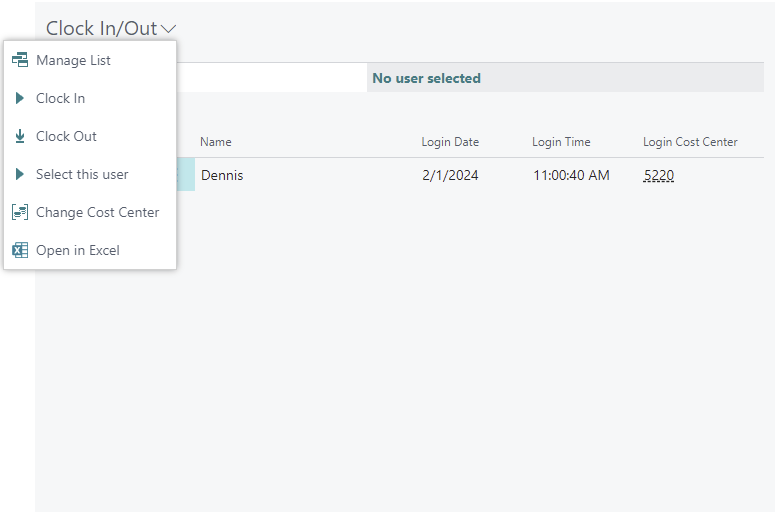 Clock In/Out
Manage List
No user selected
Clock In
Clock Out
Name Login Date Login Time Login Cost Center
Select this user
Dennis 2/1/2024 11:00:40 AM 5220
Change Cost Center
Open in Excel